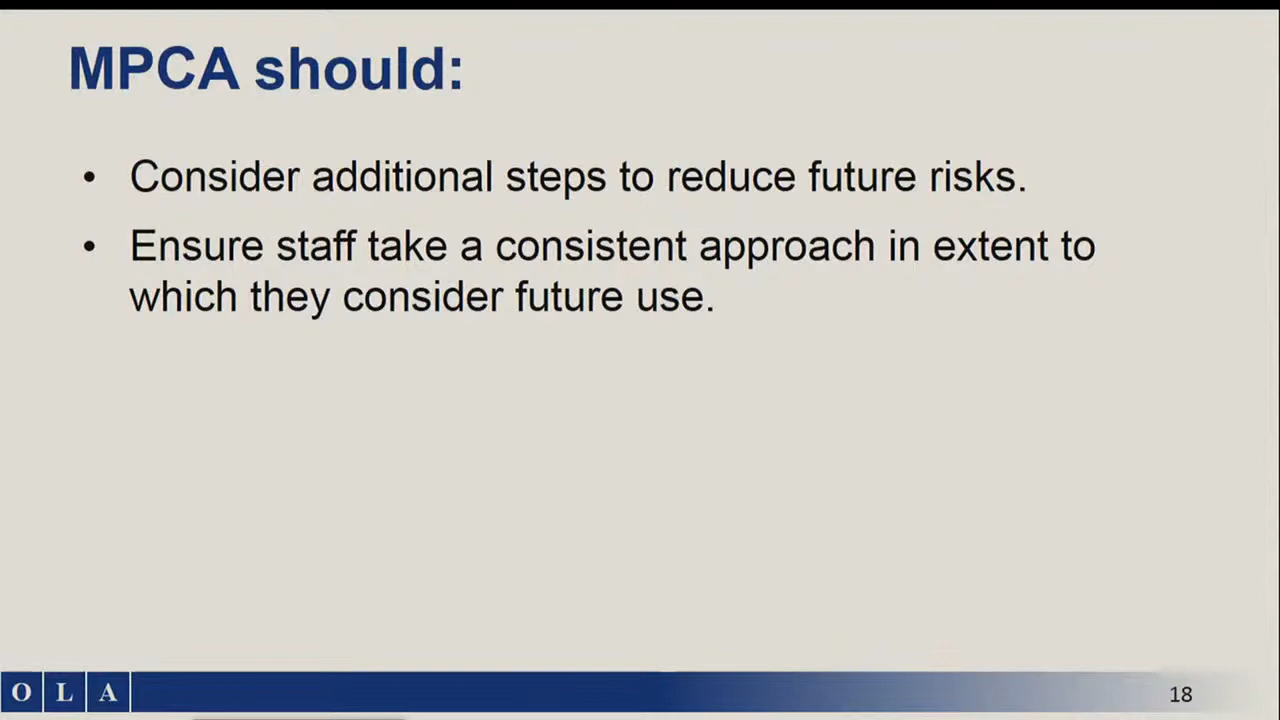 MPCA should:
• Consider additional steps to reduce future risks.
• Ensure staff take a consistent approach in extent to
which they consider future use.
O L A
18